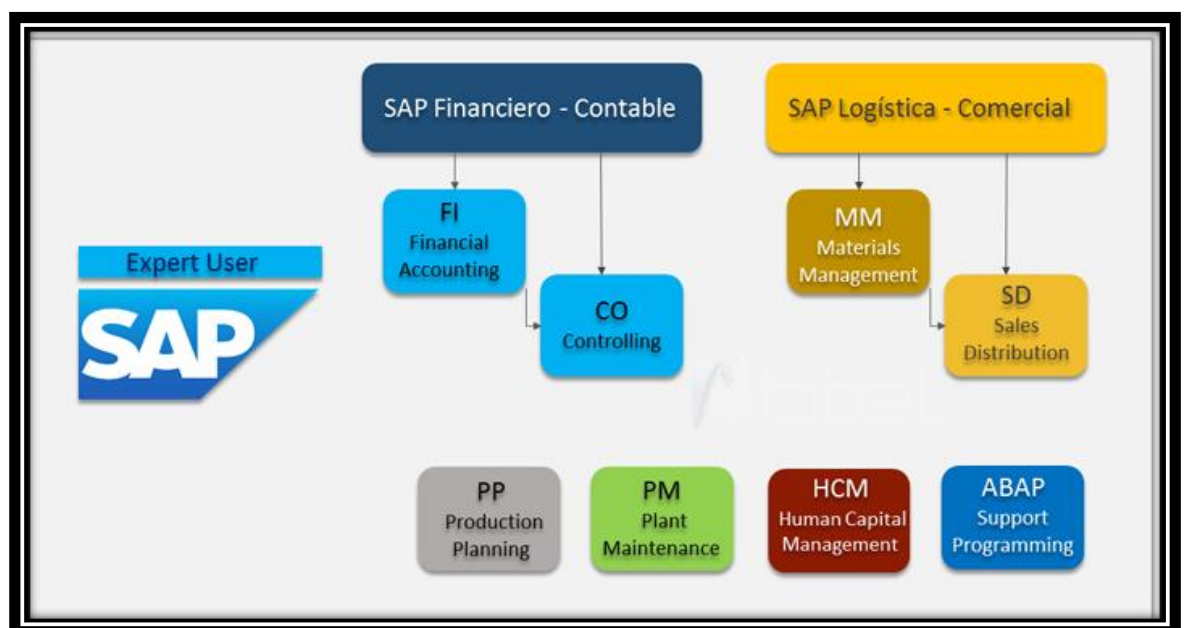 SAP Financiero - Contable
SAP Logística - Comercial
FI
Financial
Accounting
MM
Materials
Management
Expert User
SAP
CO
Controlling
SD
Sales
Distribution
PP
Production
Planning
PM
Plant
Maintenance
HCM
Human Capital
Management
ABAP
Support
Programming